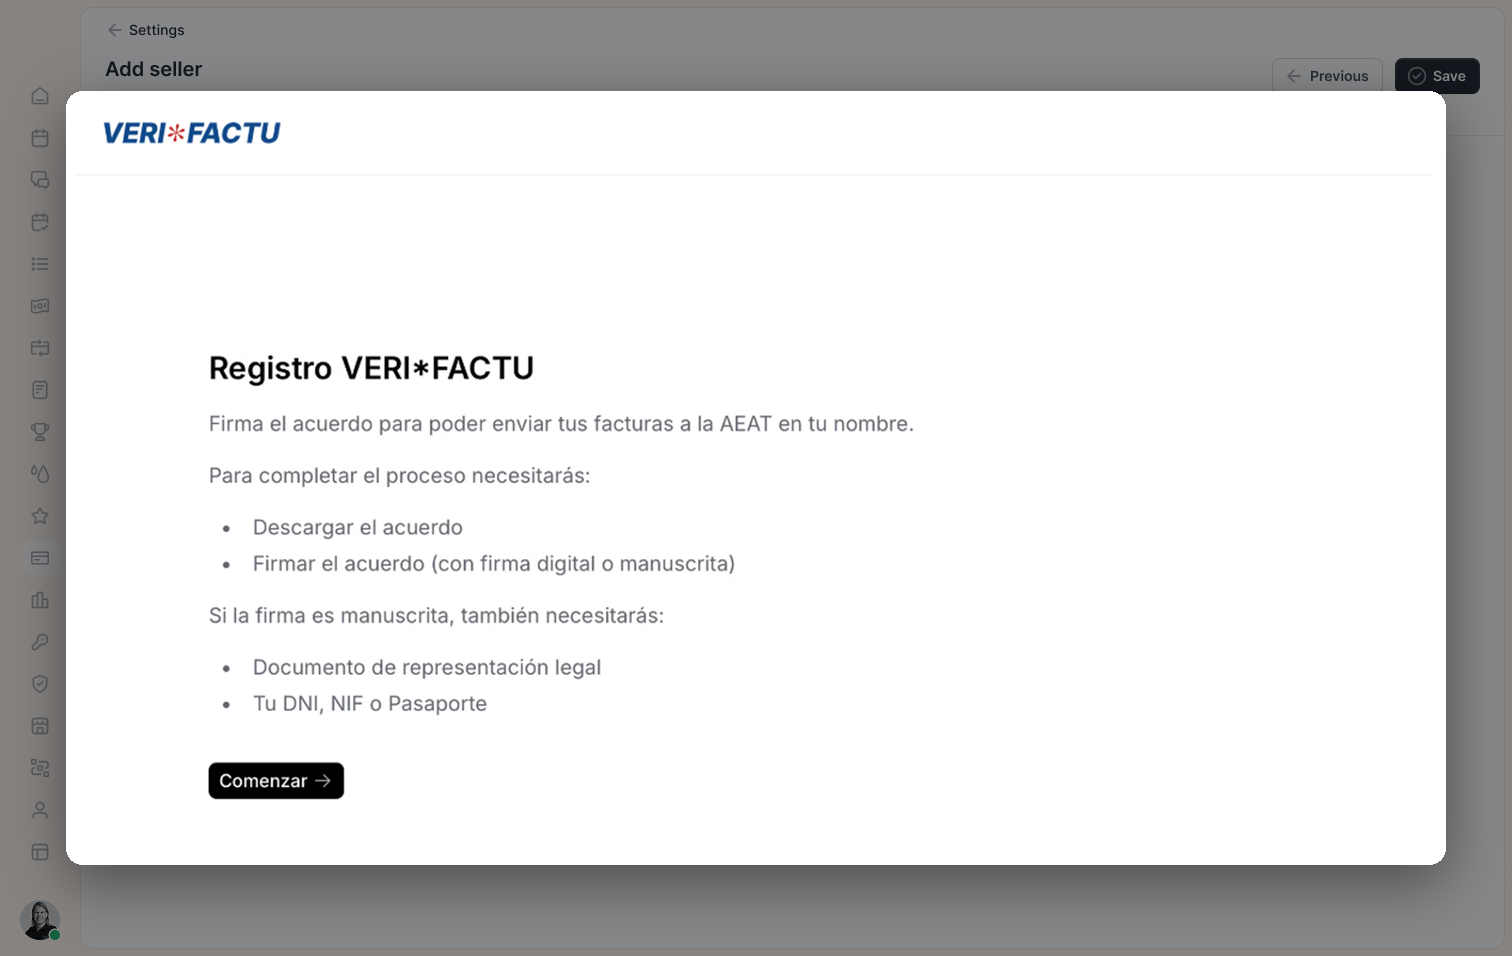 Settings
Add seller
Previous
Save
VERI*FACTU
Registro VERI*FACTU
Firma el acuerdo para poder enviar tus facturas a la AEAT en tu nombre.
Para completar el proceso necesitarás:
• Descargar el acuerdo
• Firmar el acuerdo (con firma digital o manuscrita)
Si la firma es manuscrita, también necesitarás:
• Documento de representación legal
• Tu DNI, NIF o Pasaporte
Comenzar →